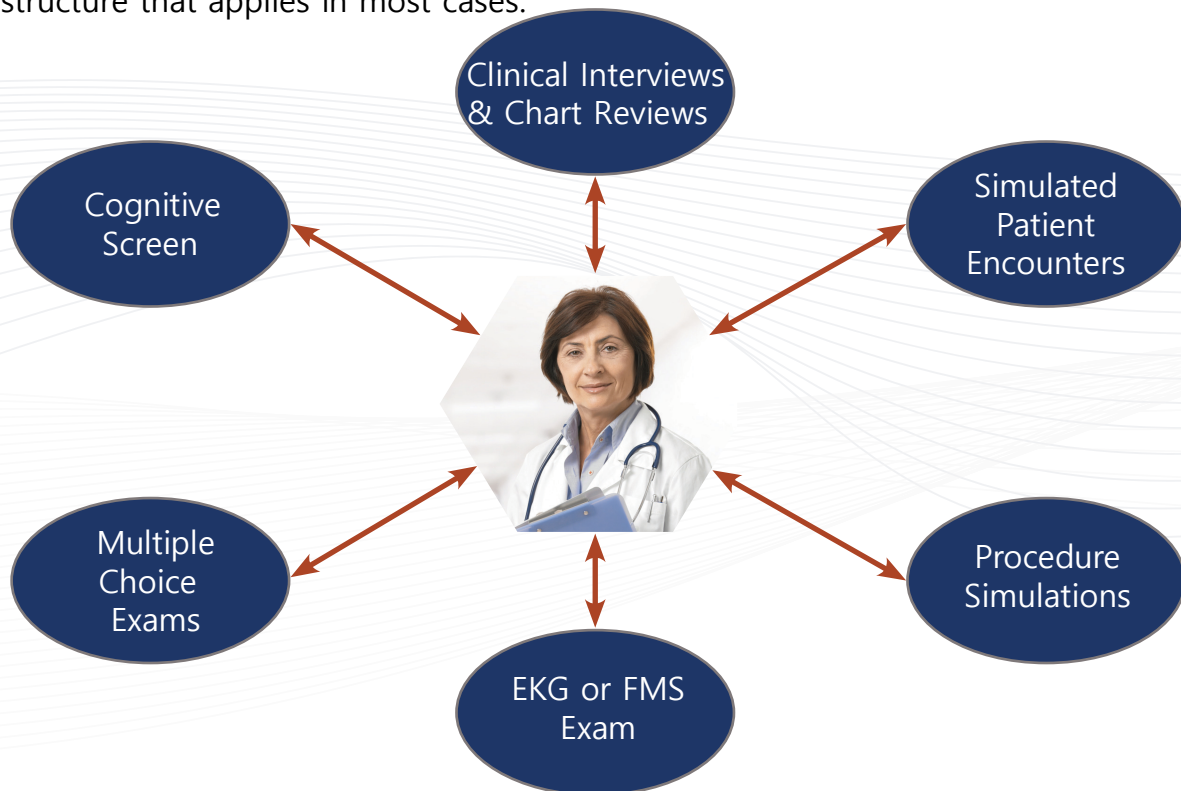 structure that applies in most cases.
Clinical Interviews
& Chart Reviews
Cognitive
Screen
Simulated
Patient
Encounters
Multiple
Choice
Exams
Procedure
Simulations
EKG or FMS
Exam